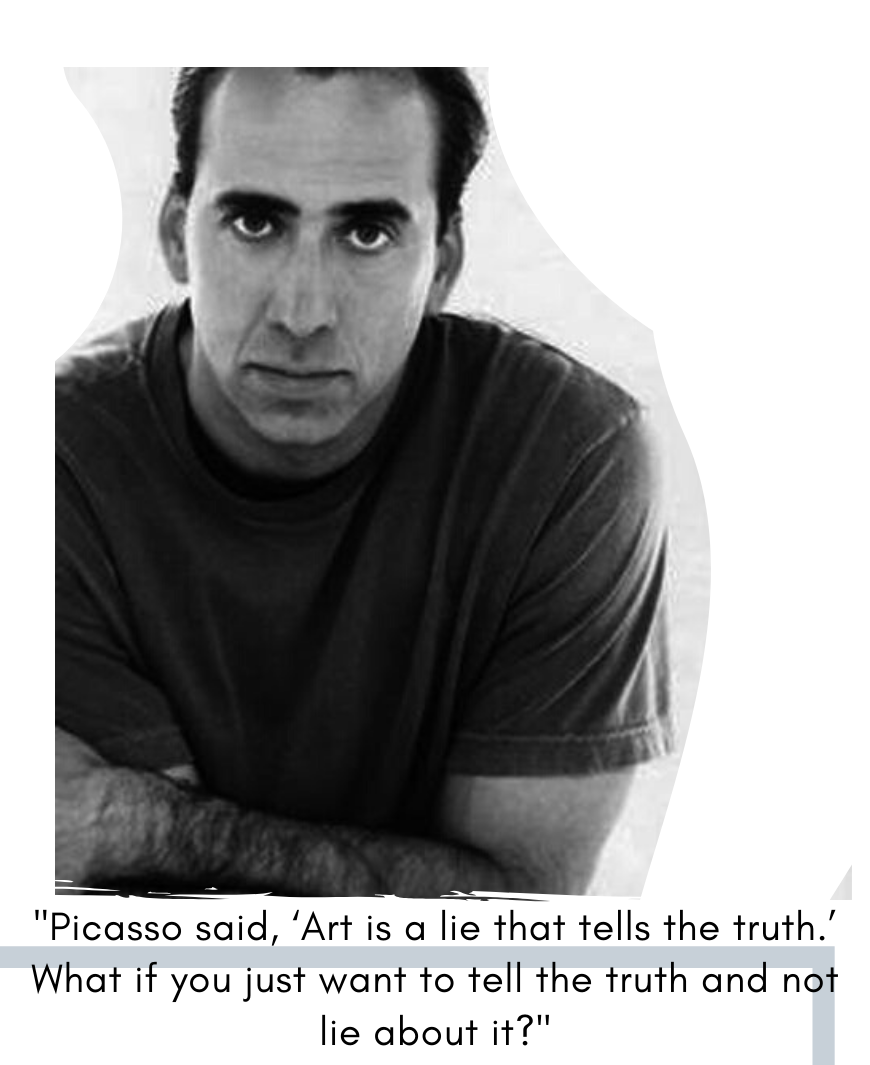 "Picasso said, ‘Art is a lie that tells the truth.’
What if you just want to tell the truth and not
lie about it?"